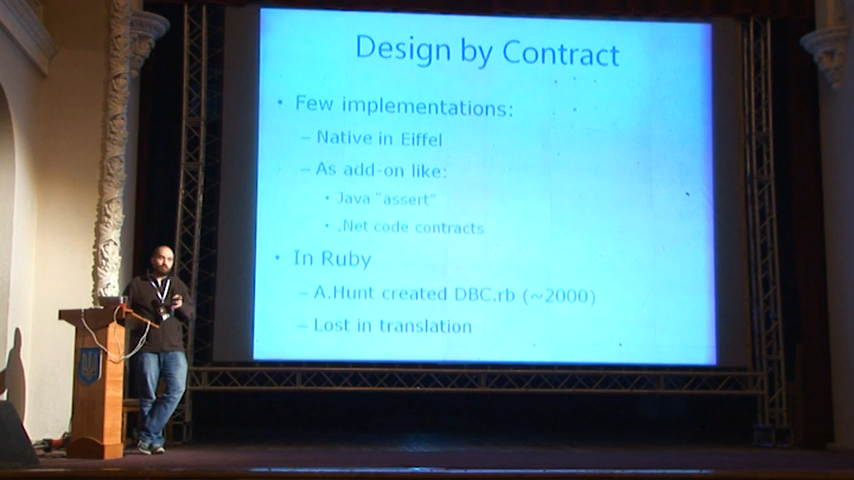 Design by Contract
• Few implementations:
– Native in Eiffel
– As add-on like:
• Java "assert"
• .Net code contracts
• In Ruby
– A.Hunt created DBC.rb (~2000)
– Lost in translation